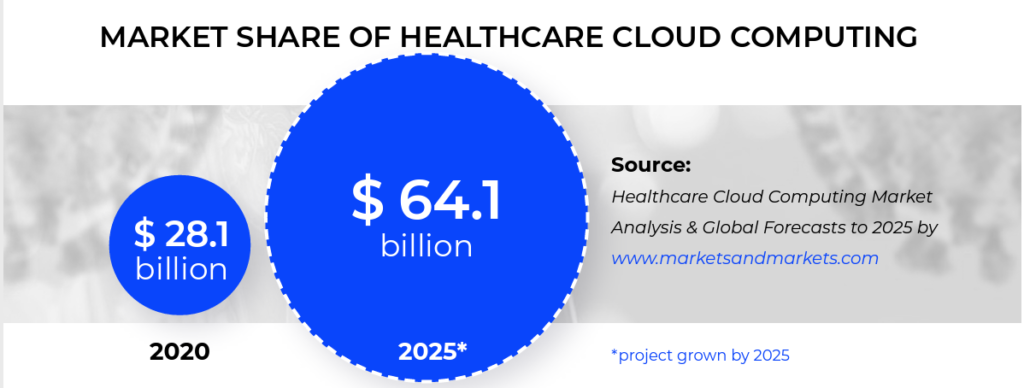 MARKET SHARE OF HEALTHCARE CLOUD COMPUTING
$ 28.1
billion
2020
$ 64.1
billion
2025*
Source:
Healthcare Cloud Computing Market
Analysis & Global Forecasts to 2025 by
www.marketsandmarkets.com
*project grown by 2025